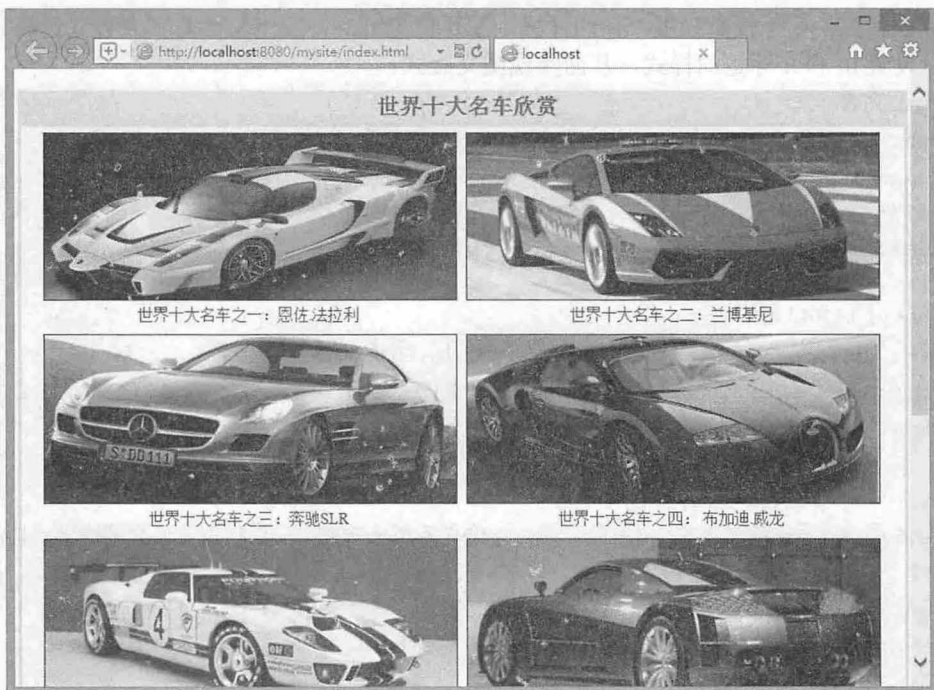 http://localhost:8080/mysite/index.html
localhost
世界十大名车欣赏
世界十大名车之一：恩佐.法拉利
世界十大名车之二：兰博基尼
S*DD111
世界十大名车之三：奔驰SLR
世界十大名车之四：布加迪.威龙
4